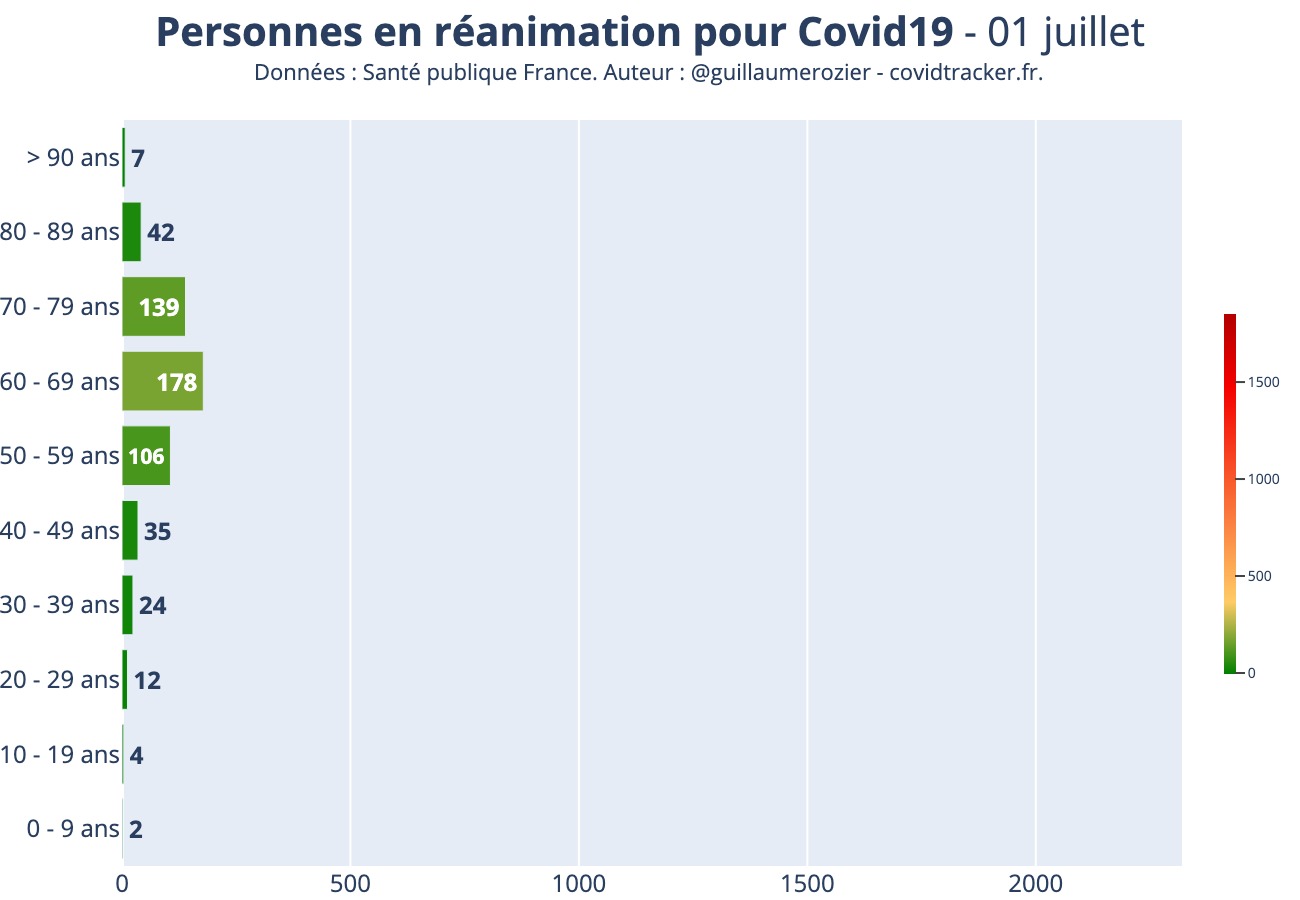 Personnes en réanimation pour Covid19 - 01 juillet
Données : Santé publique France. Auteur : @guillaumerozier - covidtracker.fr.
> 90 ans 7
80 - 89 ans 42
70 - 79 ans 139
60 - 69 ans 178
50 - 59 ans 106
40 - 49 ans 35
30 - 39 ans 24
20 - 29 ans 12
10 - 19 ans 4
0 - 9 ans 2
0 500 1000 1500 2000
1500
1000
500
0